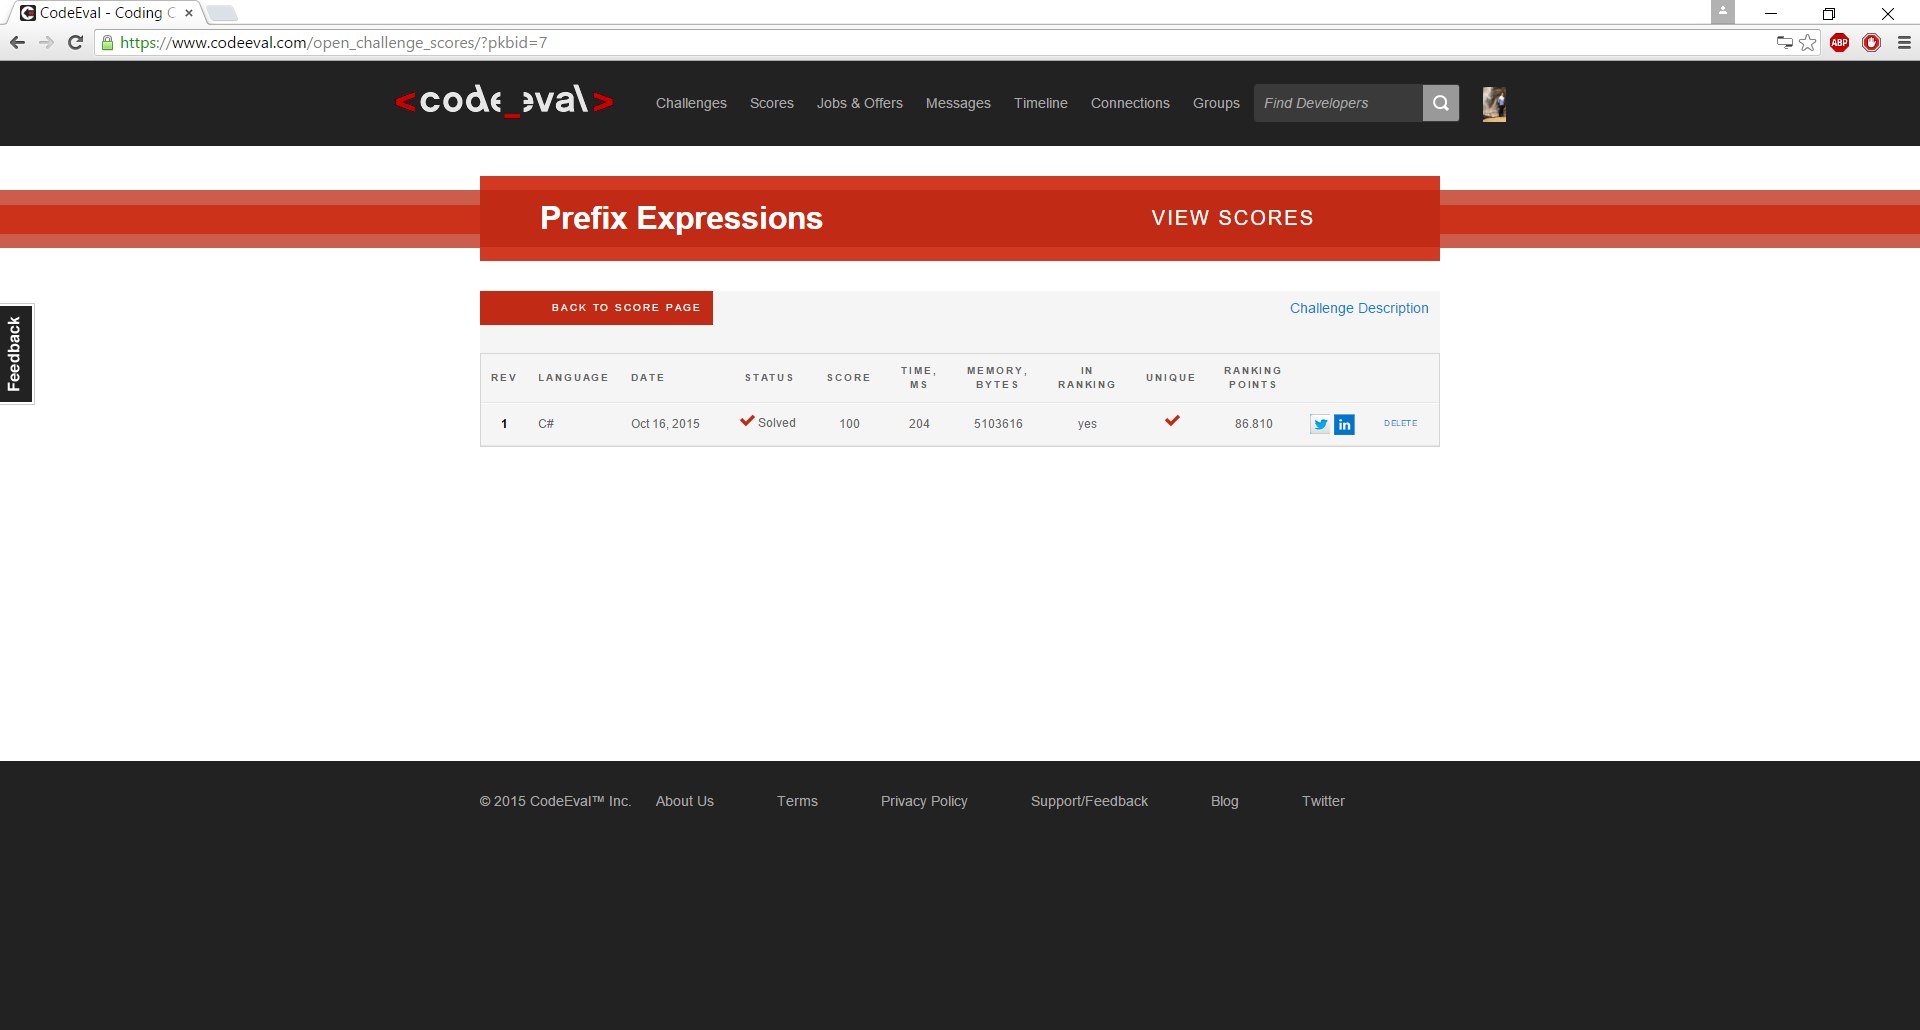 CodeEval - Coding C
https://www.codeeval.com/open_challenge_scores/?pkbid=7
ABP
<code_eval> Challenges Scores Jobs & Offers Messages Timeline Connections Groups Find Developers
Prefix Expressions VIEW SCORES
Feedback
BACK TO SCORE PAGE Challenge Description
REV LANGUAGE DATE STATUS SCORE TIME, MS MEMORY, BYTES IN RANKING UNIQUE RANKING POINTS
1 C# Oct 16, 2015 Solved 100 204 5103616 yes 86.810 in DELETE
© 2015 CodeEval™ Inc. About Us Terms Privacy Policy Support/Feedback Blog Twitter